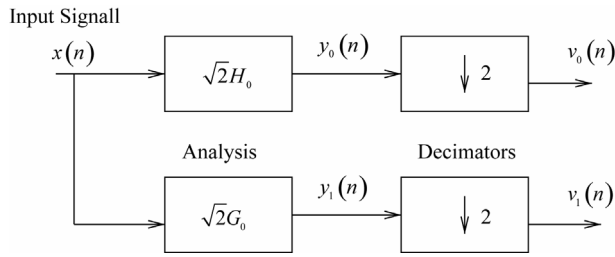 Input Signall
x(n)
√2H₀
y₀(n)
↓ 2
v₀(n)
Analysis
Decimators
√2G₀
y₁(n)
↓ 2
v₁(n)